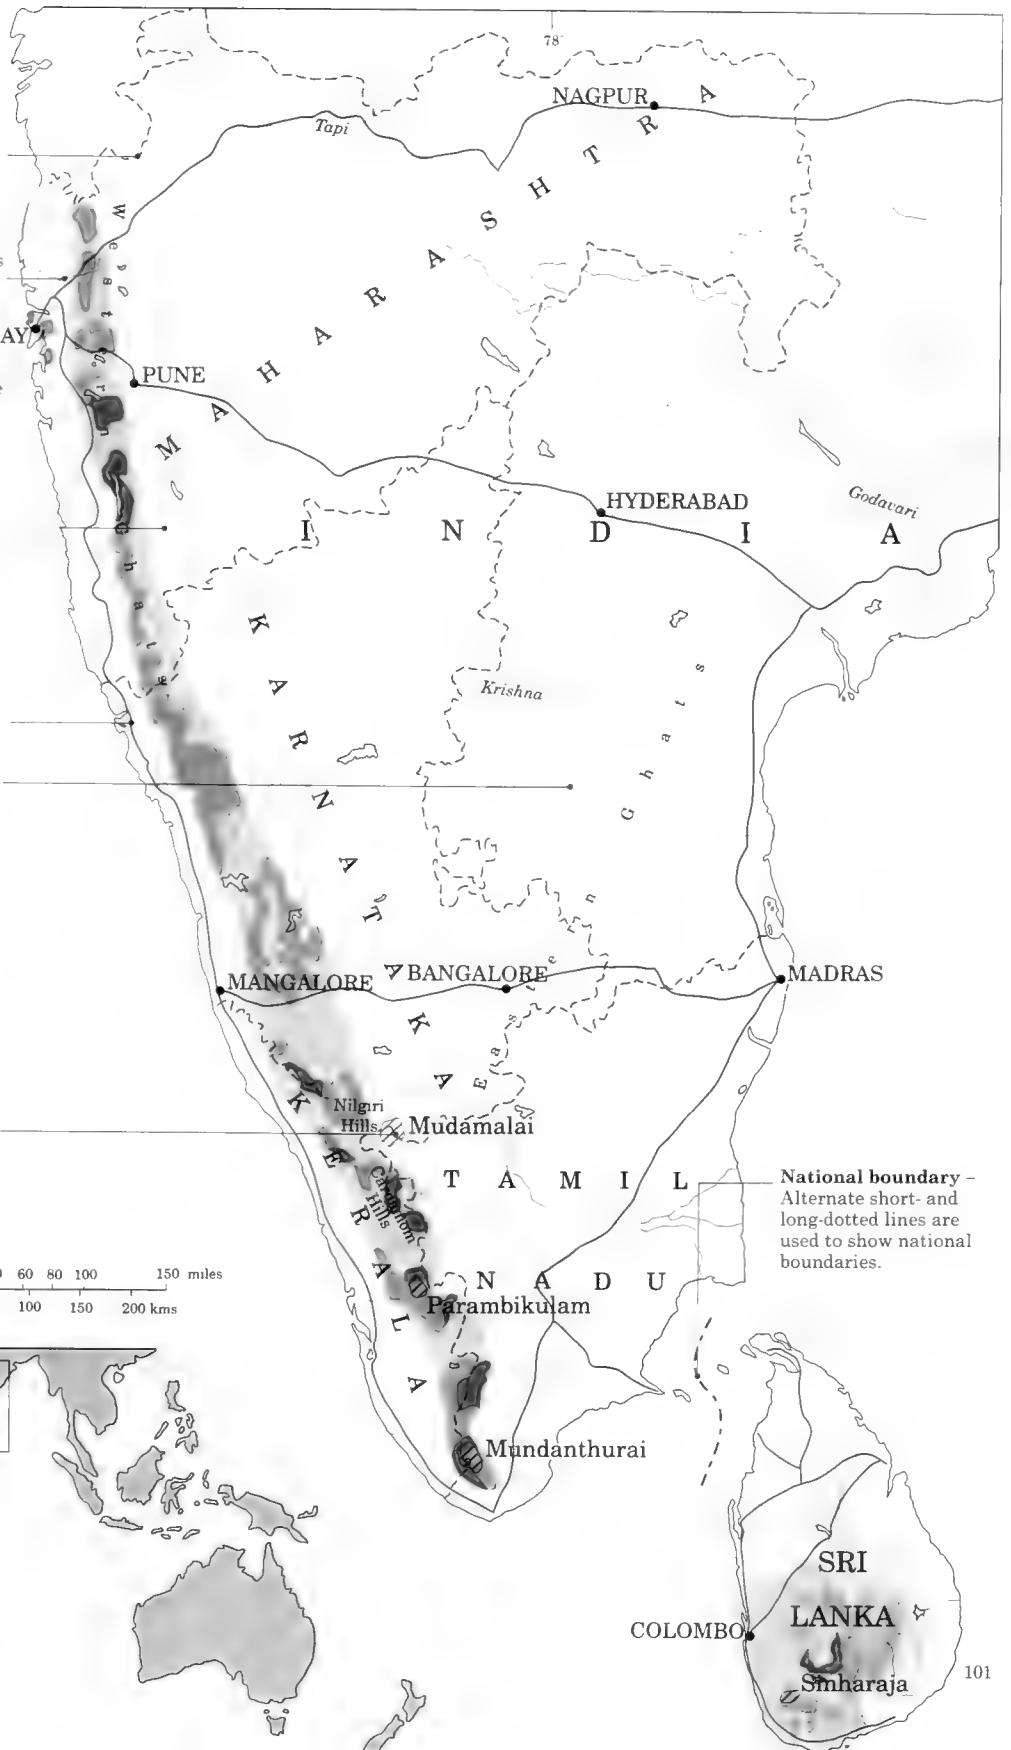 78°
NAGPUR
Tapi
MAHARASHTRA
Western Ghats
AY
PUNE
HYDERABAD
Godavari
INDIA
KARNATAKA
Krishna
Eastern Ghats
MANGALORE
BANGALORE
MADRAS
Nilgiri
Hills
Mudamalai
KERALA
TAMIL
NADU
Hills
Parambikulam
Mundanthurai
National boundary –
Alternate short- and
long-dotted lines are
used to show national
boundaries.
0 60 80 100 150 miles
100 150 200 kms
SRI
LANKA
COLOMBO
Sinharaja
101